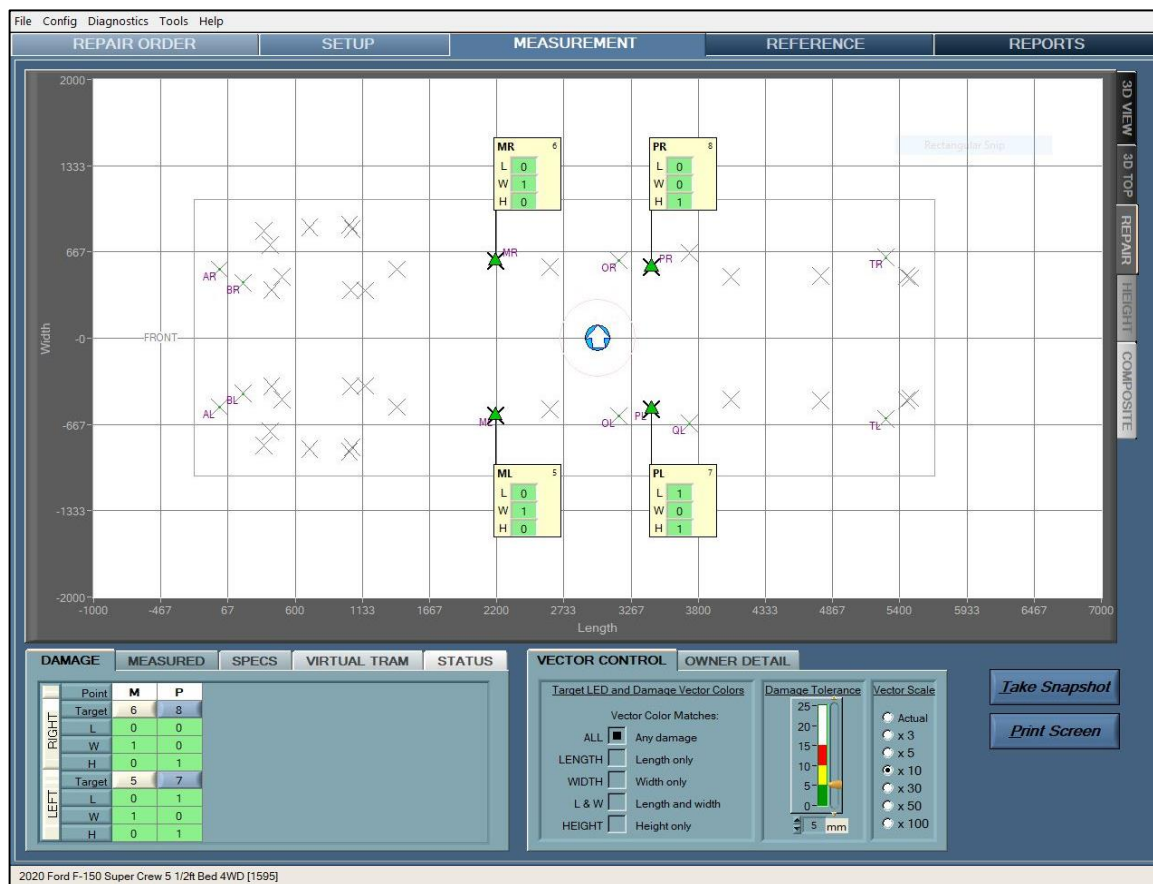 File Config Diagnostics Tools Help
REPAIR ORDER SETUP MEASUREMENT REFERENCE REPORTS
2000
1333
667
-0
-667
-1333
-2000
Width
-1000 -467 67 600 1133 1667 2200 2733 3267 3800 4333 4867 5400 5933 6467 7000
Length
FRONT
Rectangular Snip
MR 6
L 0
W 1
H 0
PR 8
L 0
W 0
H 1
MR
PR
OR
TR
AR
BR
AL
BL
OL
PL
QL
TL
ML 5
L 0
W 1
H 0
PL 7
L 1
W 0
H 1
3D VIEW
3D TOP
REPAIR
HEIGHT
COMPOSITE
DAMAGE MEASURED SPECS VIRTUAL TRAM STATUS
Point M P
RIGHT
Target 6 8
L 0 0
W 1 0
H 0 1
LEFT
Target 5 7
L 0 1
W 1 0
H 0 1
VECTOR CONTROL OWNER DETAIL
Target LED and Damage Vector Colors
Vector Color Matches:
ALL Any damage
LENGTH Length only
WIDTH Width only
L & W Length and width
HEIGHT Height only
Damage Tolerance
25
20
15
10
5
0
5 mm
Vector Scale
Actual
x 3
x 5
x 10
x 30
x 50
x 100
Take Snapshot
Print Screen
2020 Ford F-150 Super Crew 5 1/2ft Bed 4WD [1595]